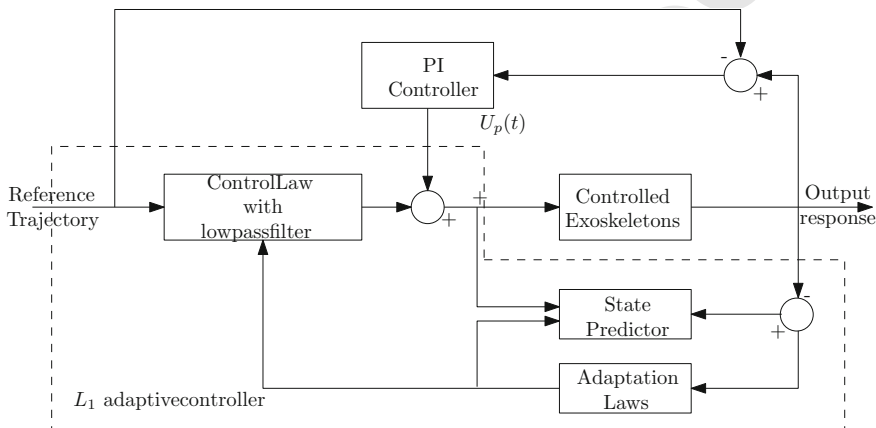 -
PI
Controller
+
U_p(t)
Reference
Trajectory
ControlLaw
with
lowpassfilter
+
+
Controlled
Exoskeletons
Output
response
-
State
Predictor
+
Adaptation
Laws
L_1 adaptivecontroller